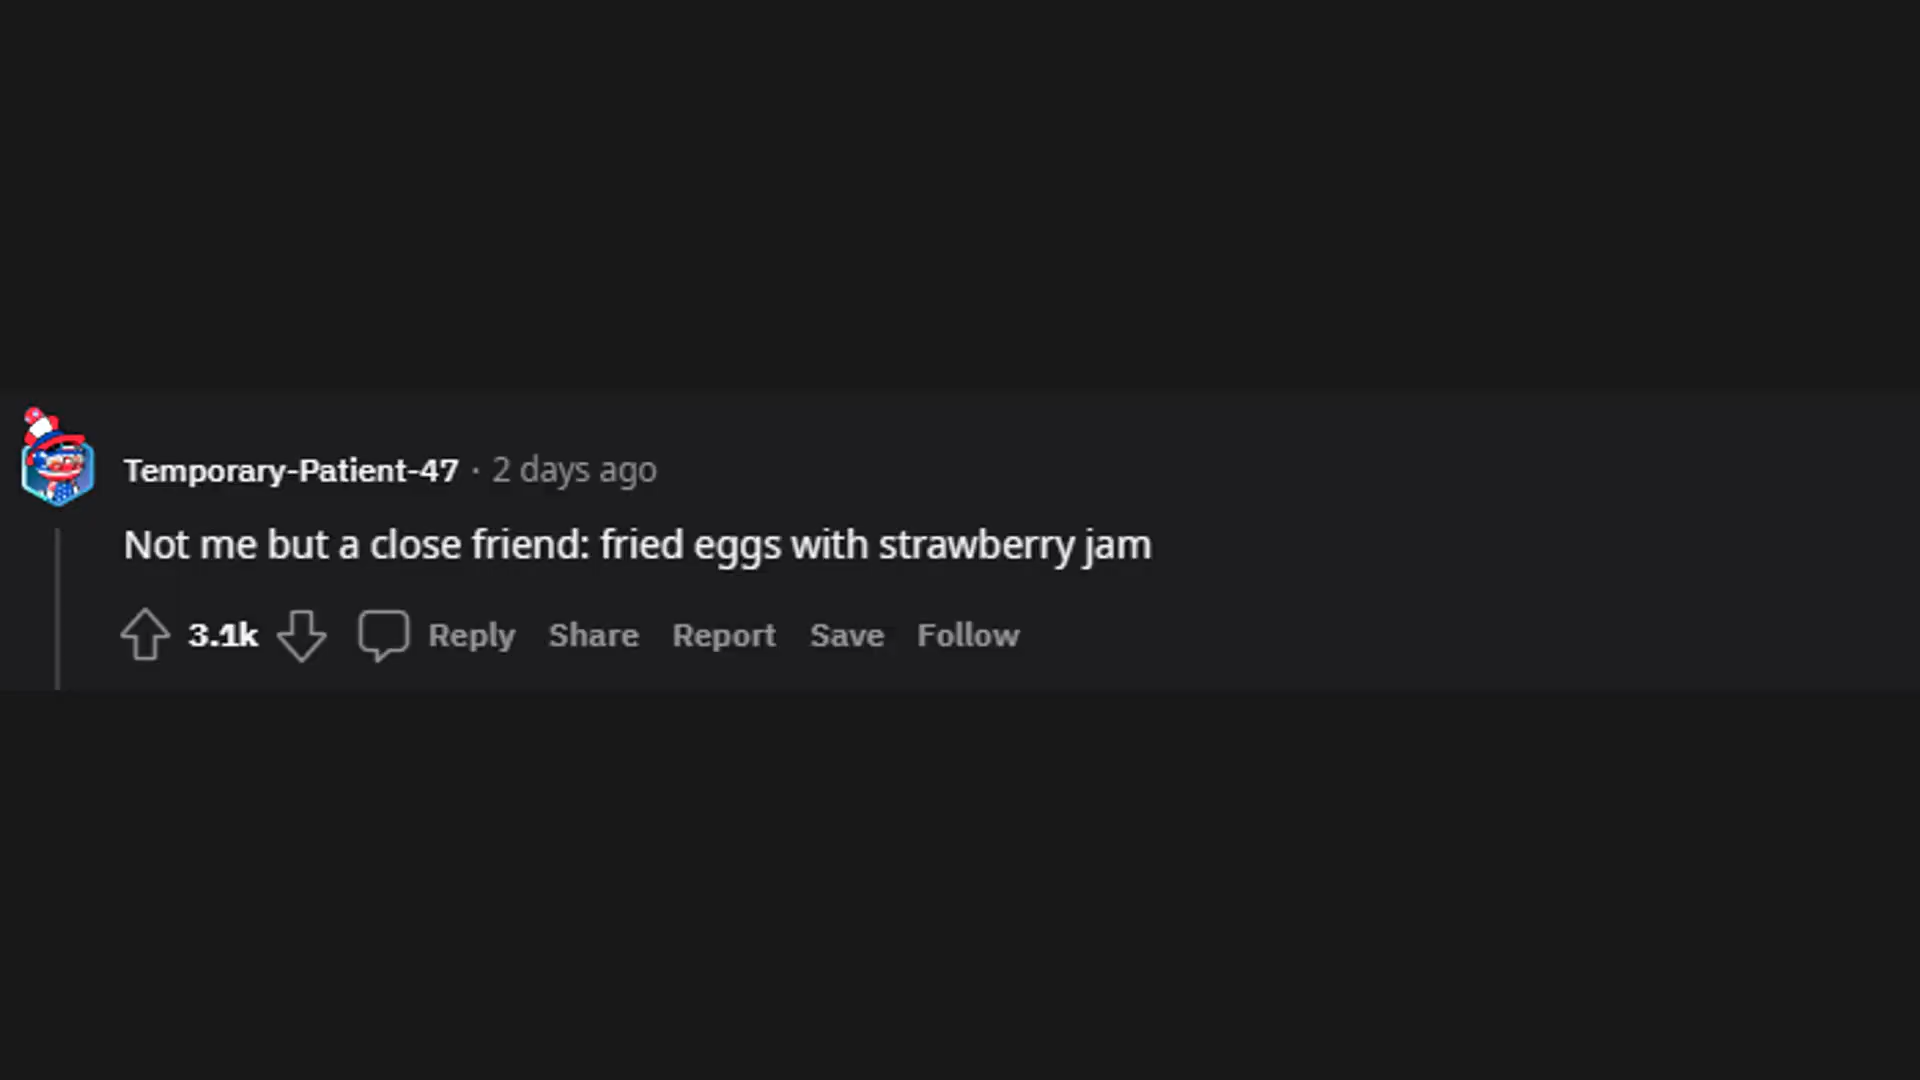 Temporary-Patient-47 · 2 days ago
Not me but a close friend: fried eggs with strawberry jam
3.1k Reply Share Report Save Follow